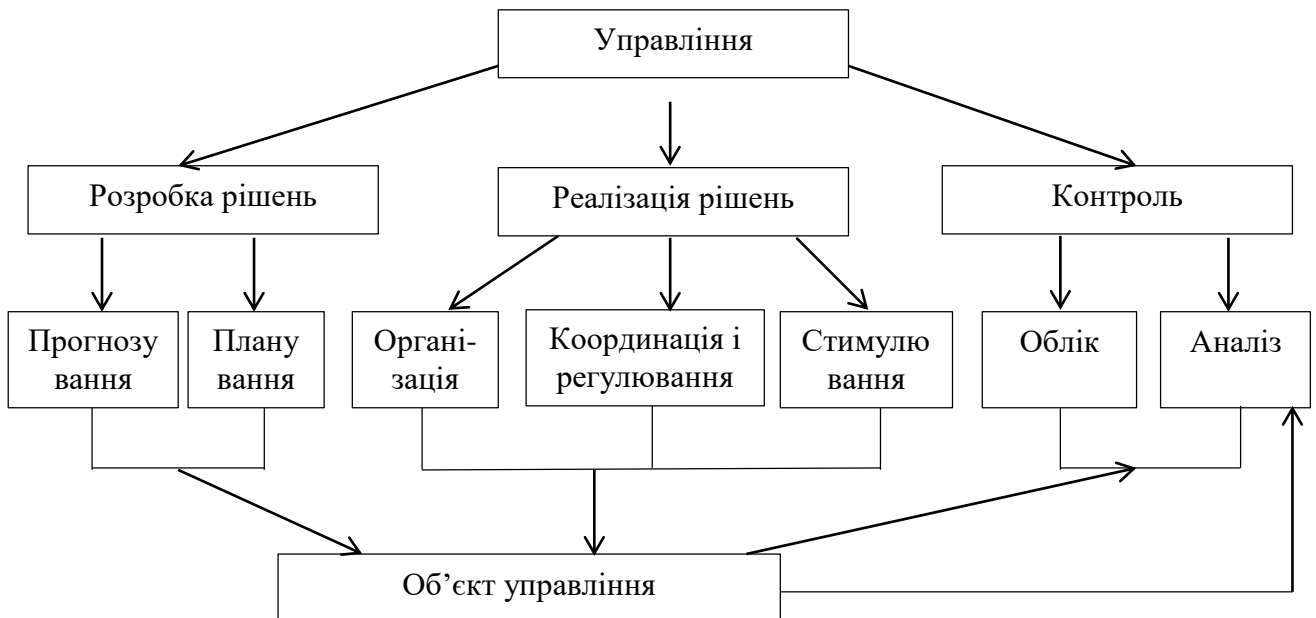 Управління
Розробка рішень
Реалізація рішень
Контроль
Прогнозу
вання
Плану
вання
Органі-
зація
Координація і
регулювання
Стимулю
вання
Облік
Аналіз
Об’єкт управління